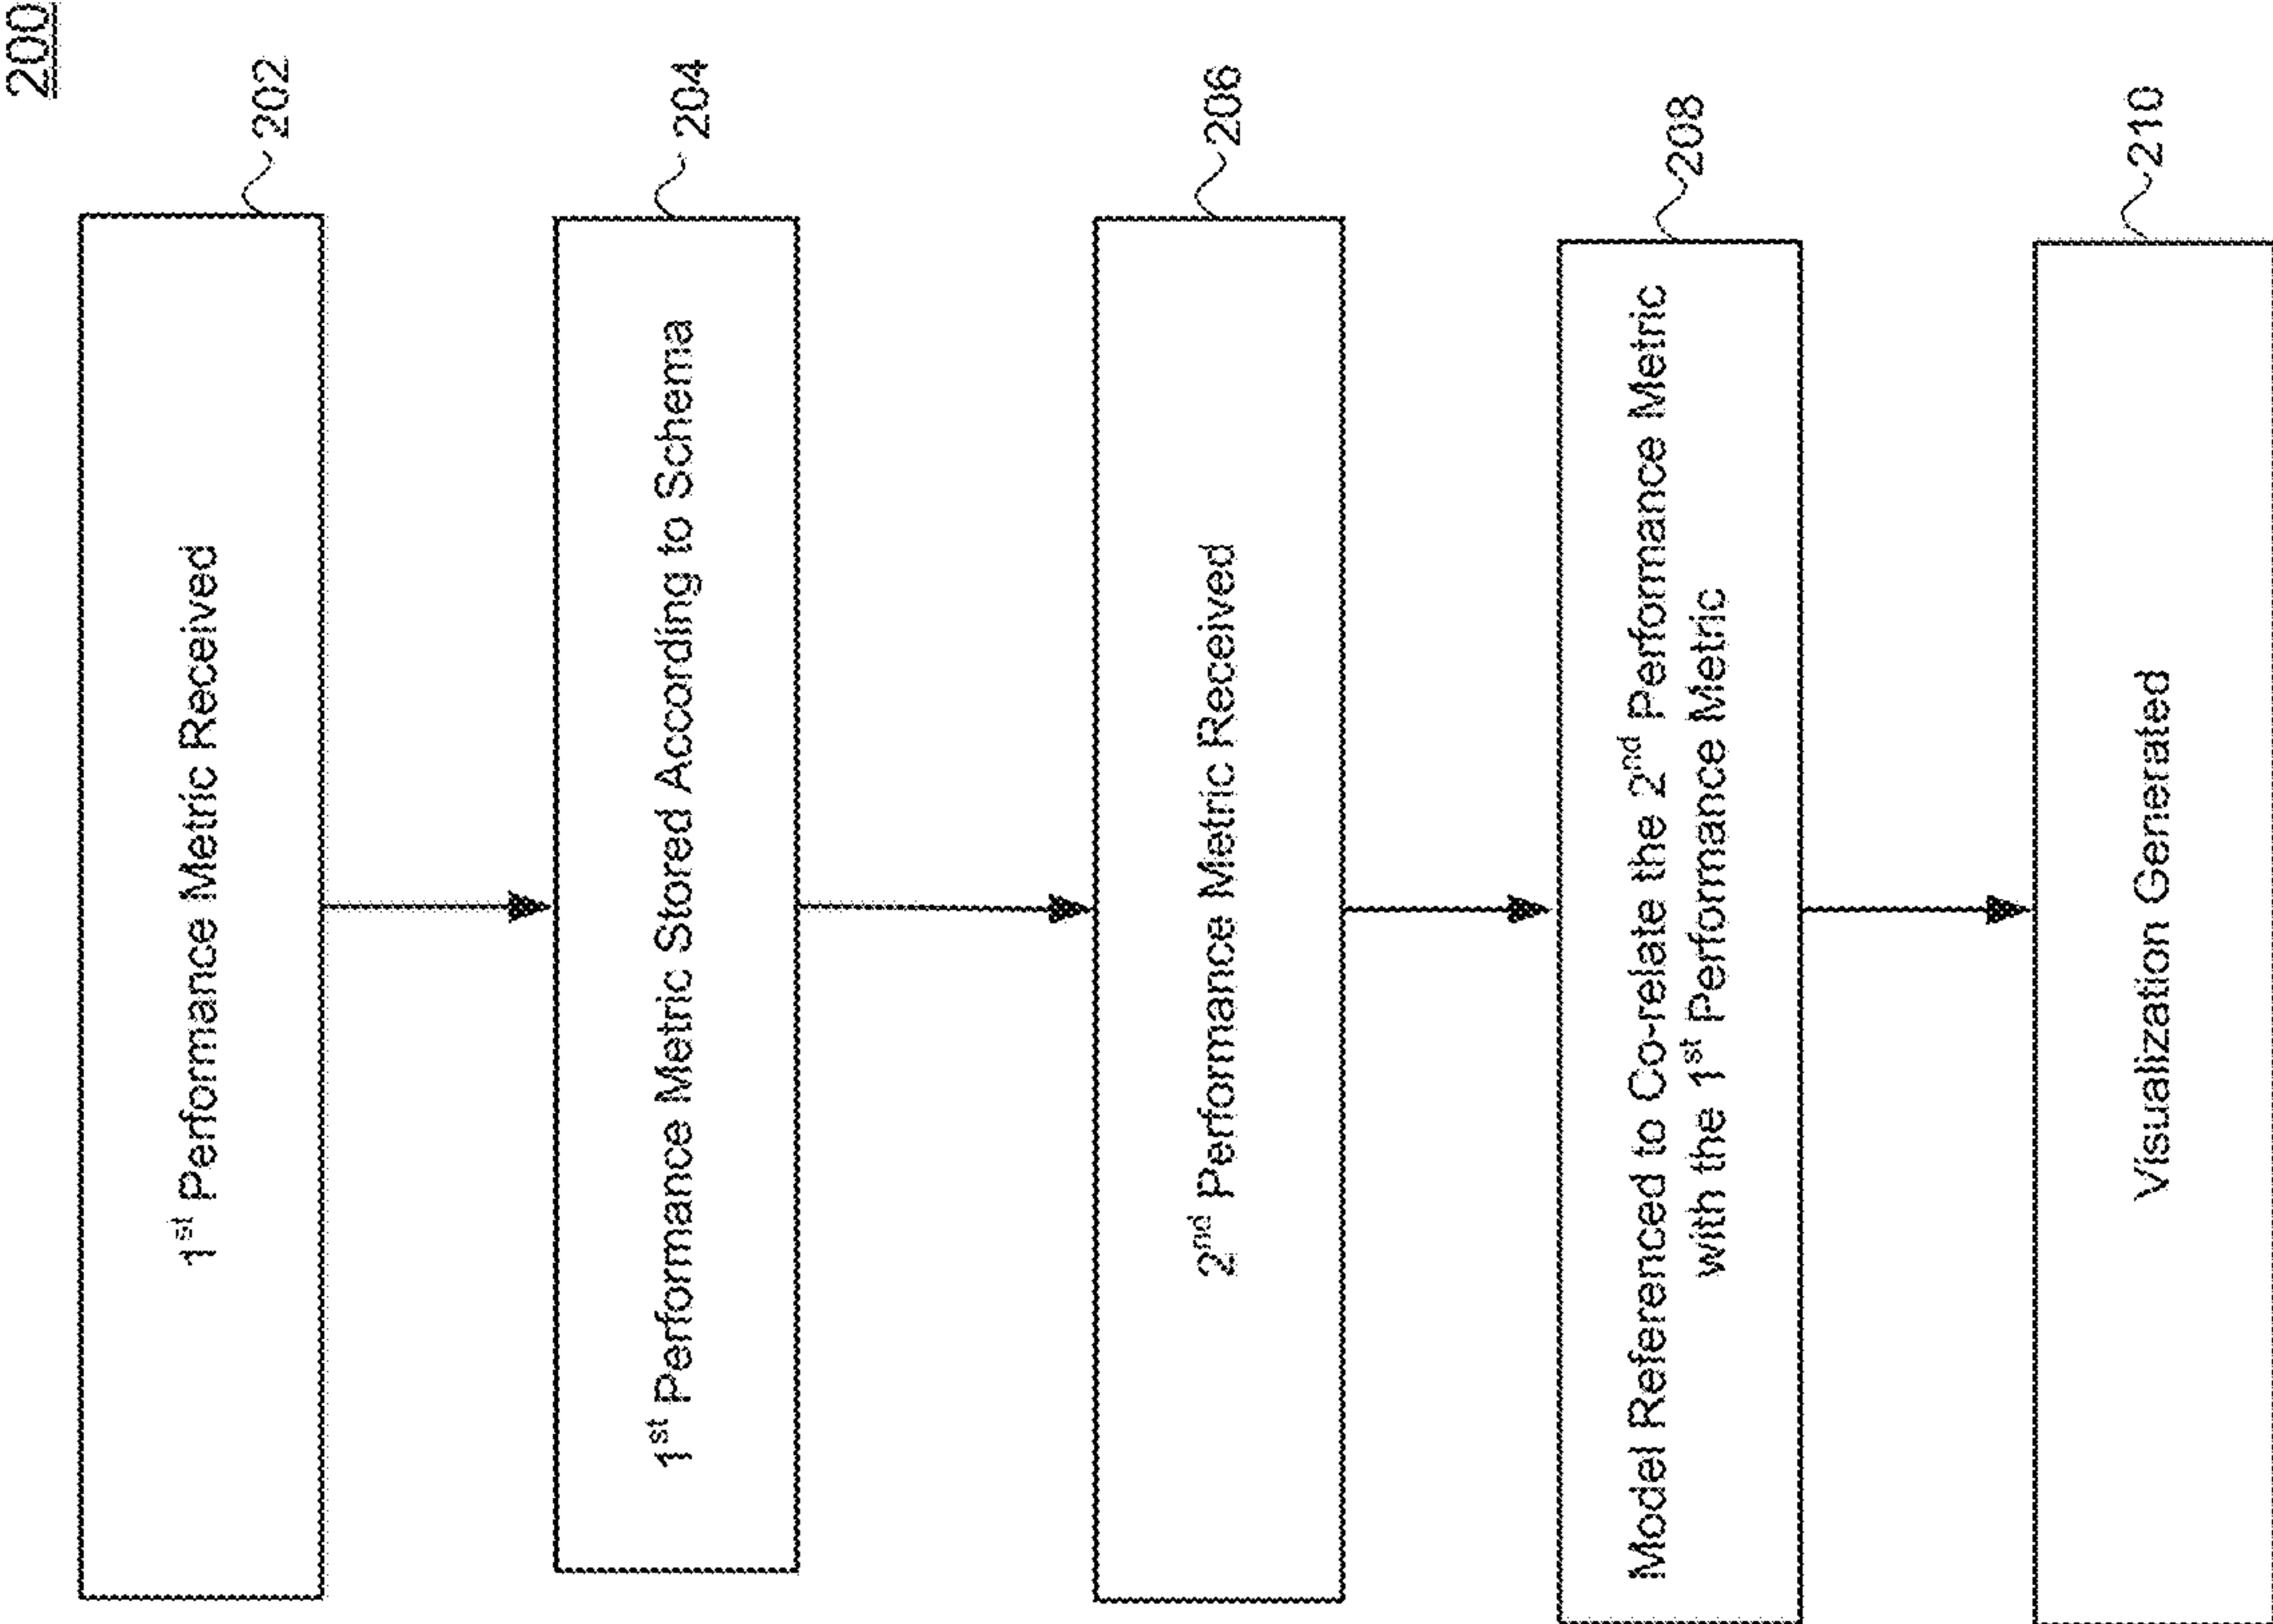 200
1st Performance Metric Received
202
1st Performance Metric Stored According to Schema
204
2nd Performance Metric Received
206
Model Referenced to Co-relate the 2nd Performance Metric
with the 1st Performance Metric
208
Visualization Generated
210